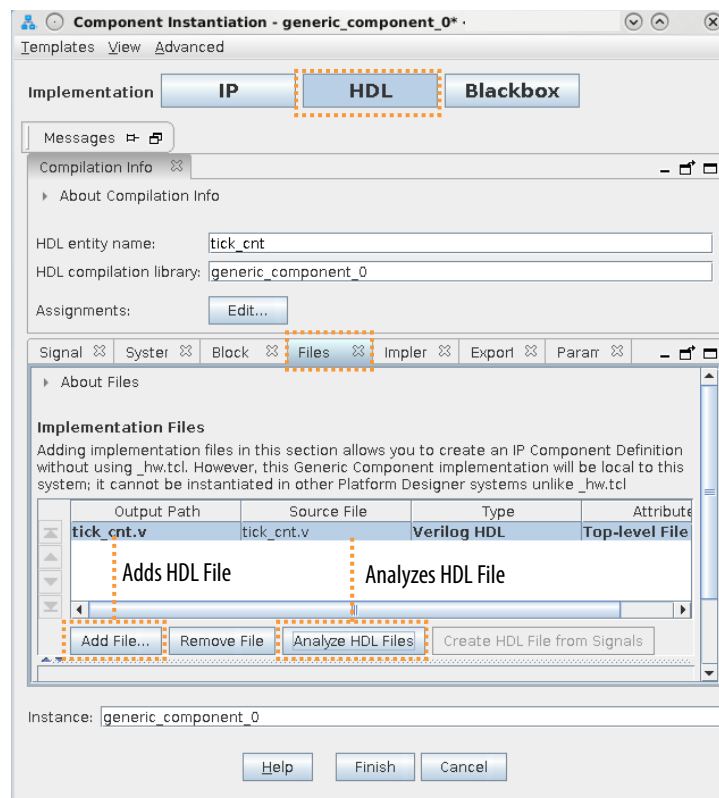 Component Instantiation - generic_component_0*
Templates View Advanced
Implementation IP HDL Blackbox
Messages
Compilation Info
About Compilation Info
HDL entity name: tick_cnt
HDL compilation library: generic_component_0
Assignments: Edit...
Signal Syster Block Files Impler Export Param
About Files
Implementation Files
Adding implementation files in this section allows you to create an IP Component Definition
without using _hw.tcl. However, this Generic Component implementation will be local to this
system; it cannot be instantiated in other Platform Designer systems unlike _hw.tcl
Output Path Source File Type Attribute
tick_cnt.v tick_cnt.v Verilog HDL Top-level File
Adds HDL File Analyzes HDL File
Add File... Remove File Analyze HDL Files Create HDL File from Signals
Instance: generic_component_0
Help Finish Cancel